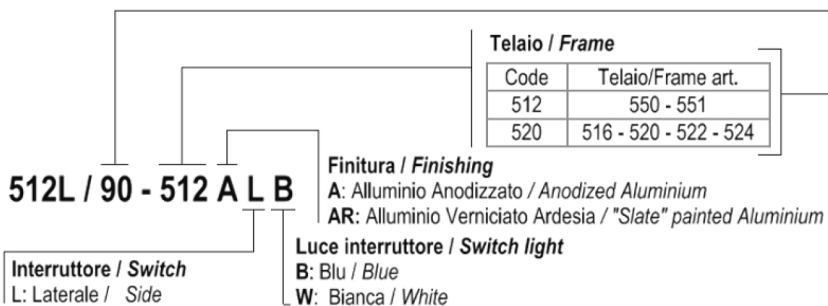 Telaio / Frame
Code Telaio/Frame art.
512 550 - 551
520 516 - 520 - 522 - 524
512L / 90 - 512 A L B
Finitura / Finishing
A: Alluminio Anodizzato / Anodized Aluminium
AR: Alluminio Verniciato Ardesia / "Slate" painted Aluminium
Luce interruttore / Switch light
B: Blu / Blue
W: Bianca / White
Interruttore / Switch
L: Laterale / Side